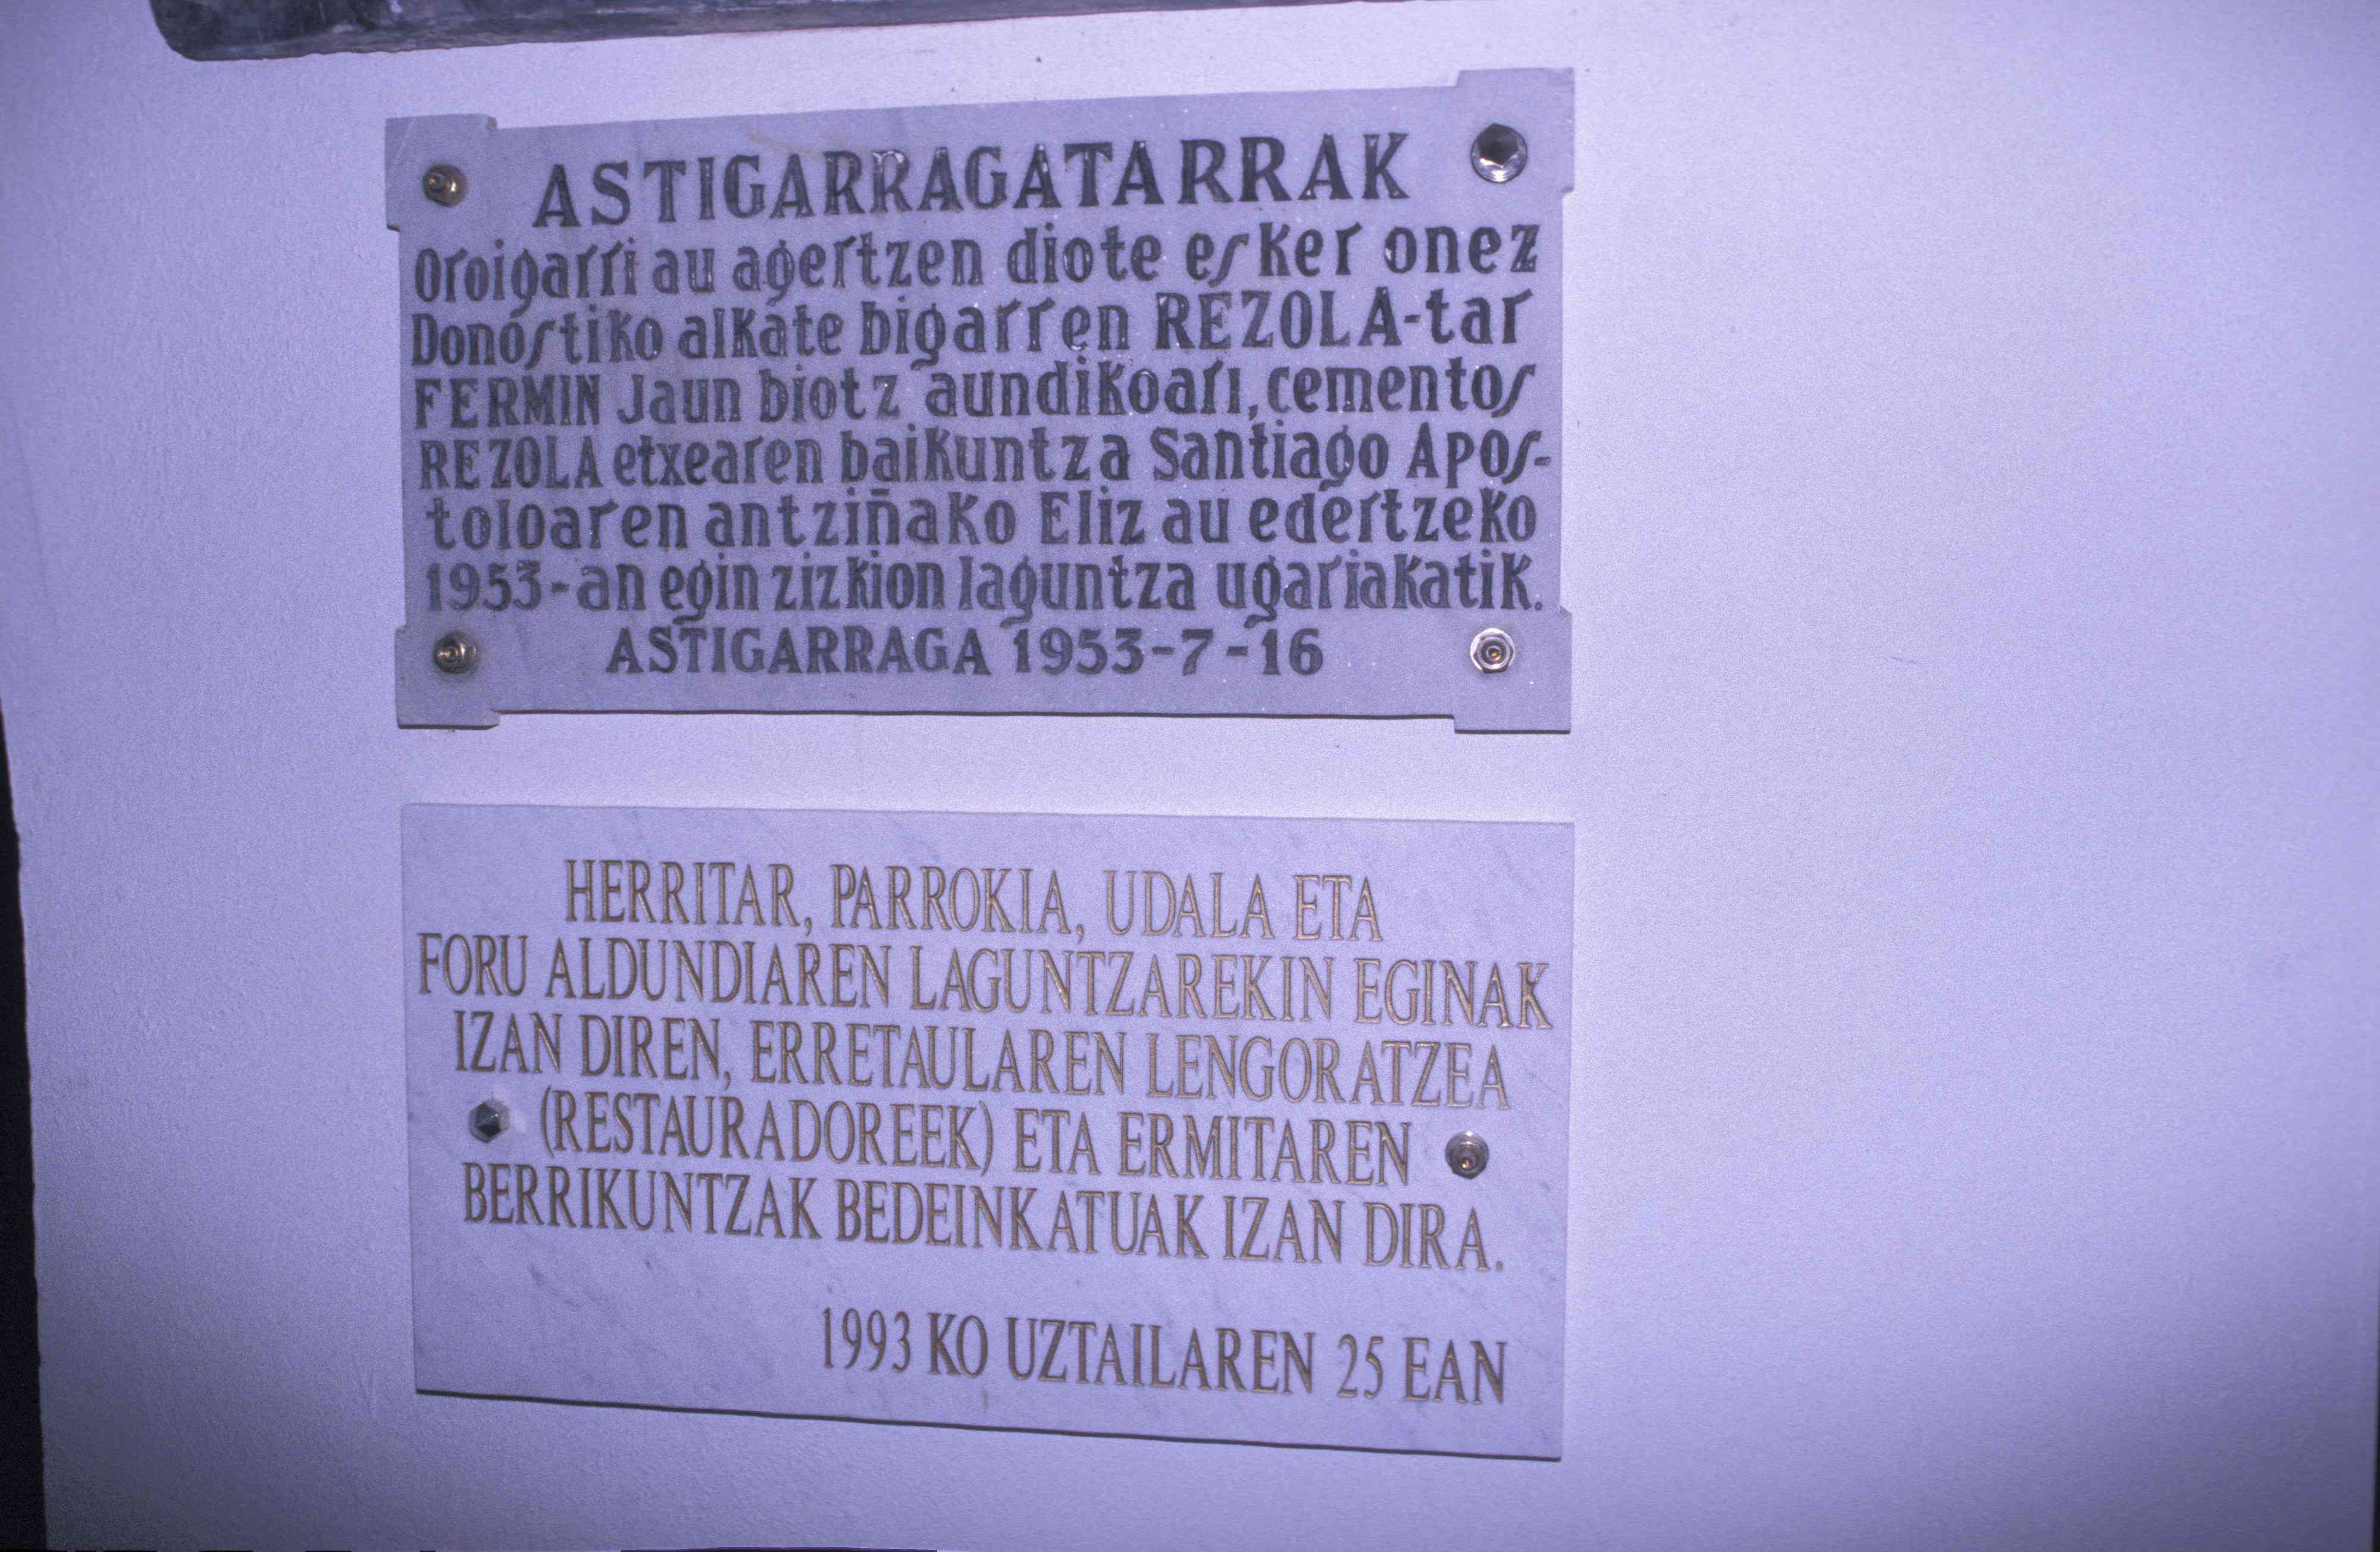 ASTIGARRAGATARRAK
Oroigarri au agertzen diote esker onez
Donostiko alkate bigarren REZOLA-tar
FERMIN Jaun biotz aundikoari, cementos
REZOLA etxearen baikuntza Santiago Apos-
toloaren antziñako Eliz au edertzeko
1953-an egin zizkion laguntza ugariakatik.
ASTIGARRAGA 1953-7-16
HERRITAR, PARROKIA, UDALA ETA
FORU ALDUNDIAREN LAGUNTZAREKIN EGINAK
IZAN DIREN, ERRETAULAREN LENGORATZEA
(RESTAURADOREEK) ETA ERMITAREN
BERRIKUNTZAK BEDEINKATUAK IZAN DIRA.
1993 KO UZTAILAREN 25 EAN